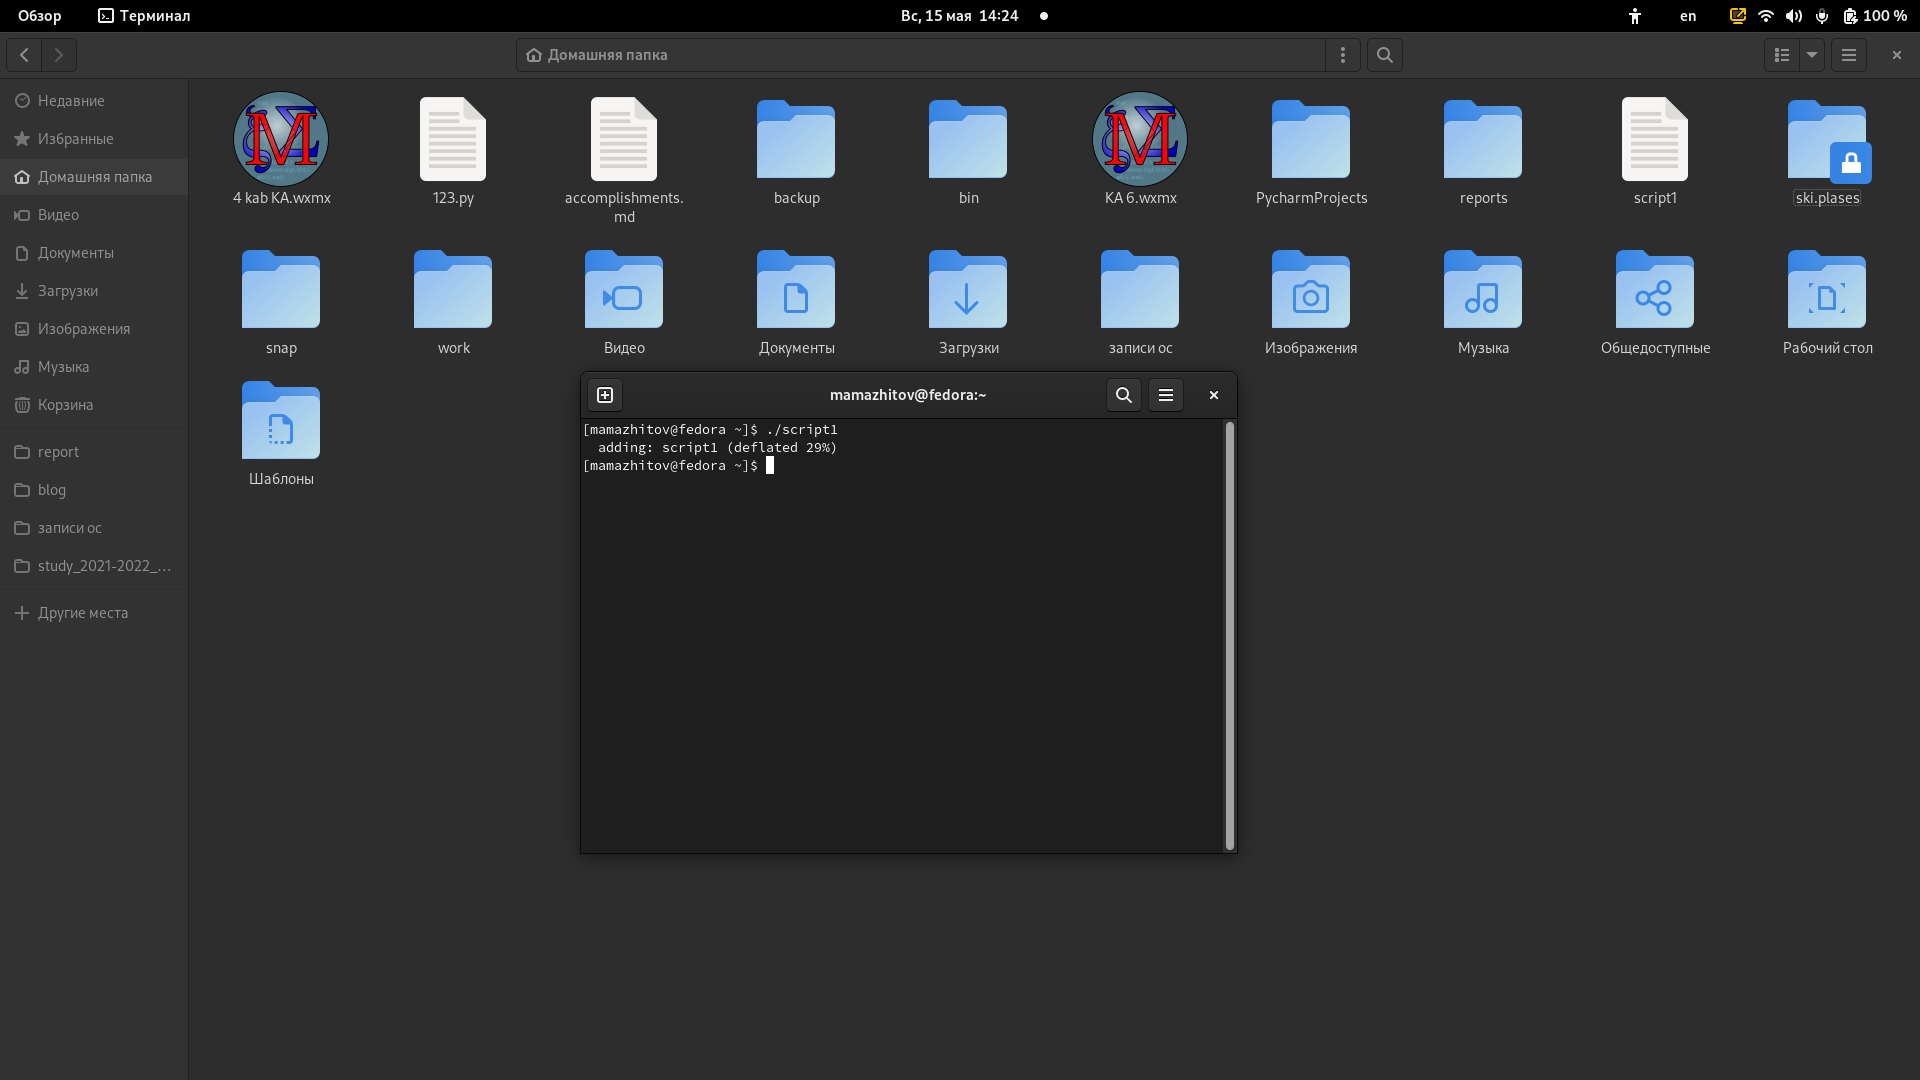 Обзор
Терминал
Вс, 15 мая 14:24
en
100 %
Домашняя папка
Недавние
Избранные
Домашняя папка
Видео
Документы
Загрузки
Изображения
Музыка
Корзина
report
blog
записи ос
study_2021-2022_...
Другие места
4 kab KA.wxmx
123.py
accomplishments.
md
backup
bin
KA 6.wxmx
PycharmProjects
reports
script1
ski.plases
snap
work
Видео
Документы
Загрузки
записи ос
Изображения
Музыка
Общедоступные
Рабочий стол
Шаблоны
mamazhitov@fedora:~
[mamazhitov@fedora ~]$ ./script1
  adding: script1 (deflated 29%)
[mamazhitov@fedora ~]$